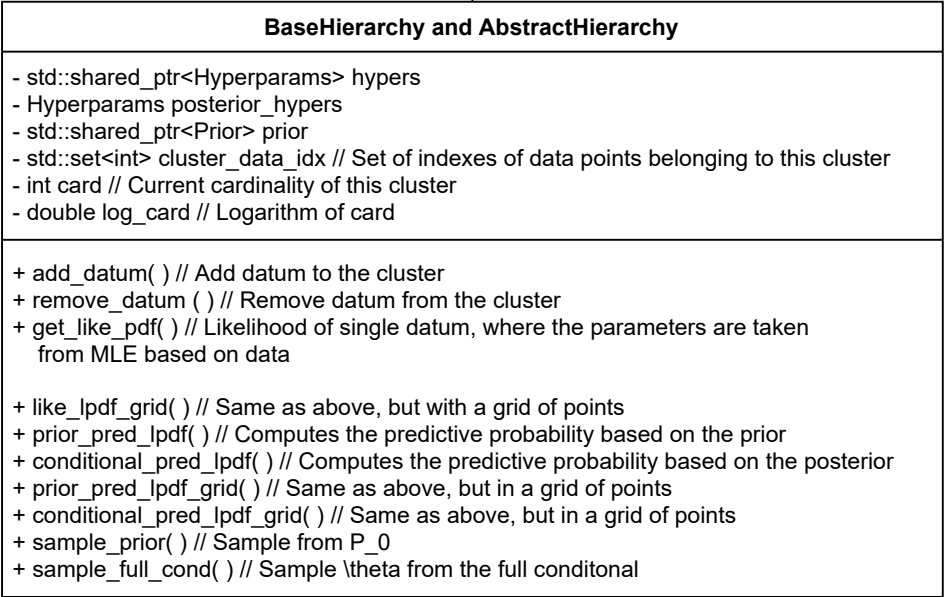 BaseHierarchy and AbstractHierarchy
- std::shared_ptr<Hyperparams> hypers
- Hyperparams posterior_hypers
- std::shared_ptr<Prior> prior
- std::set<int> cluster_data_idx // Set of indexes of data points belonging to this cluster
- int card // Current cardinality of this cluster
- double log_card // Logarithm of card
+ add_datum( ) // Add datum to the cluster
+ remove_datum ( ) // Remove datum from the cluster
+ get_like_pdf( ) // Likelihood of single datum, where the parameters are taken
from MLE based on data
+ like_lpdf_grid( ) // Same as above, but with a grid of points
+ prior_pred_lpdf( ) // Computes the predictive probability based on the prior
+ conditional_pred_lpdf( ) // Computes the predictive probability based on the posterior
+ prior_pred_lpdf_grid( ) // Same as above, but in a grid of points
+ conditional_pred_lpdf_grid( ) // Same as above, but in a grid of points
+ sample_prior( ) // Sample from P_0
+ sample_full_cond( ) // Sample \theta from the full conditonal